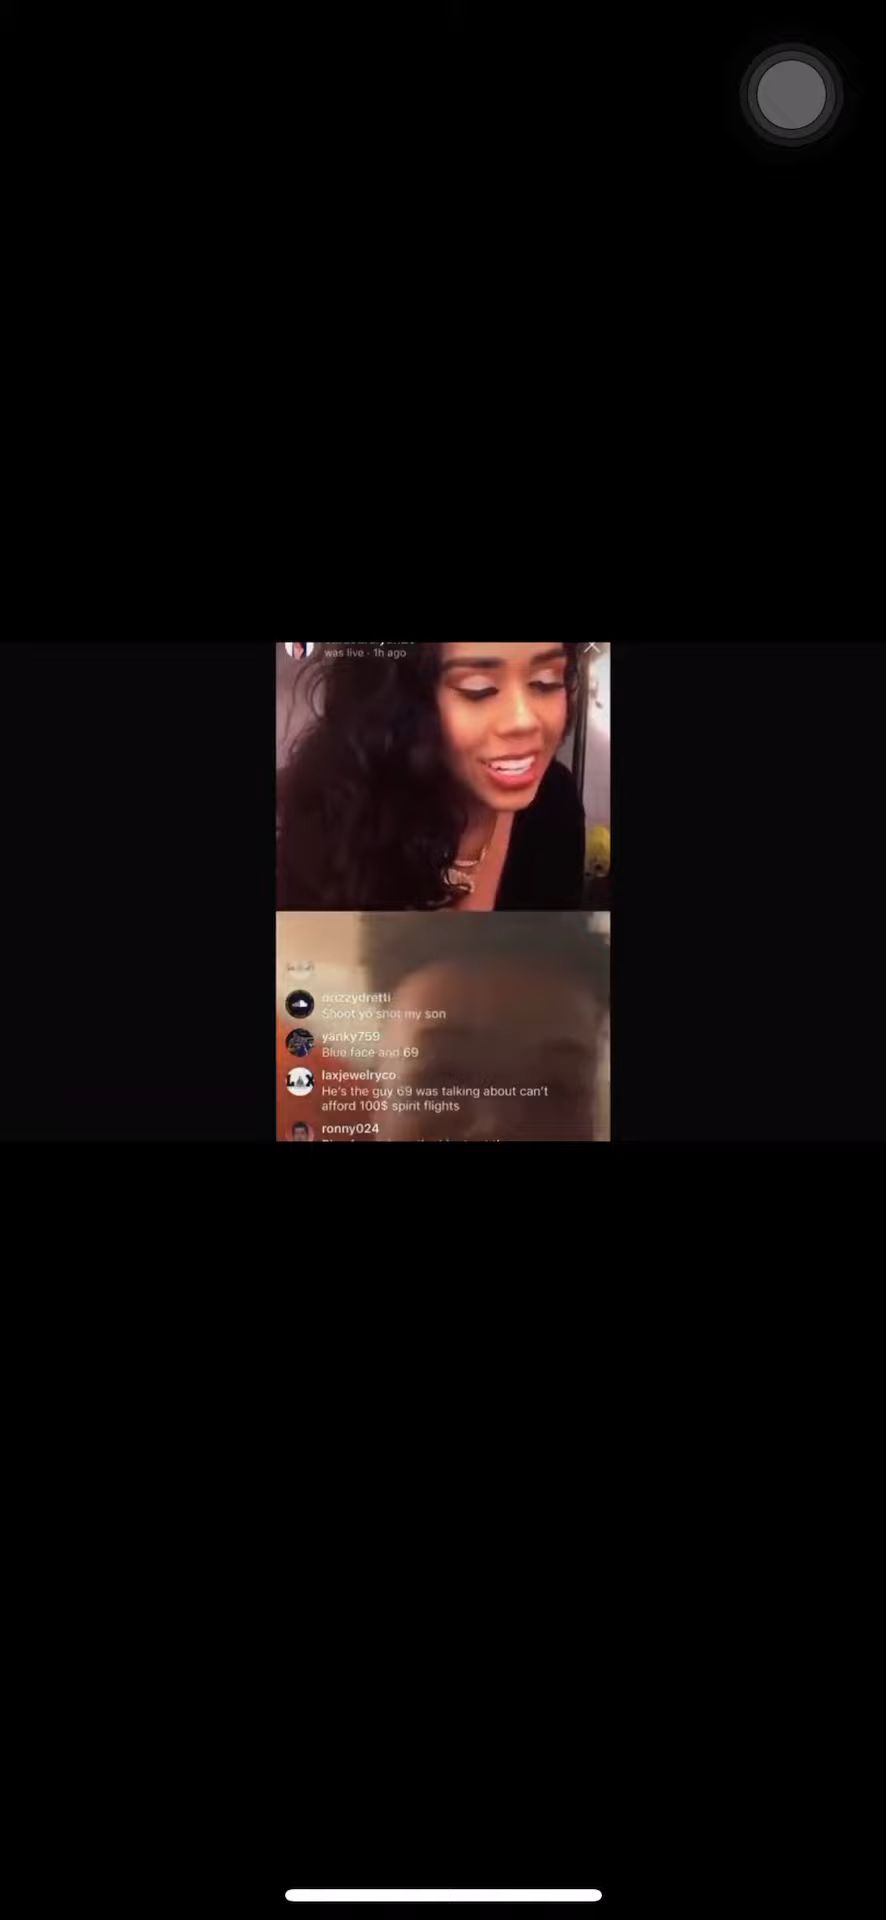 was live · 1h ago
drizzydretti
Shoot yo shot my son
yanky759
Blue face and 69
LAX
laxjewelryco
He's the guy 69 was talking about can't
afford 100$ spirit flights
ronny024